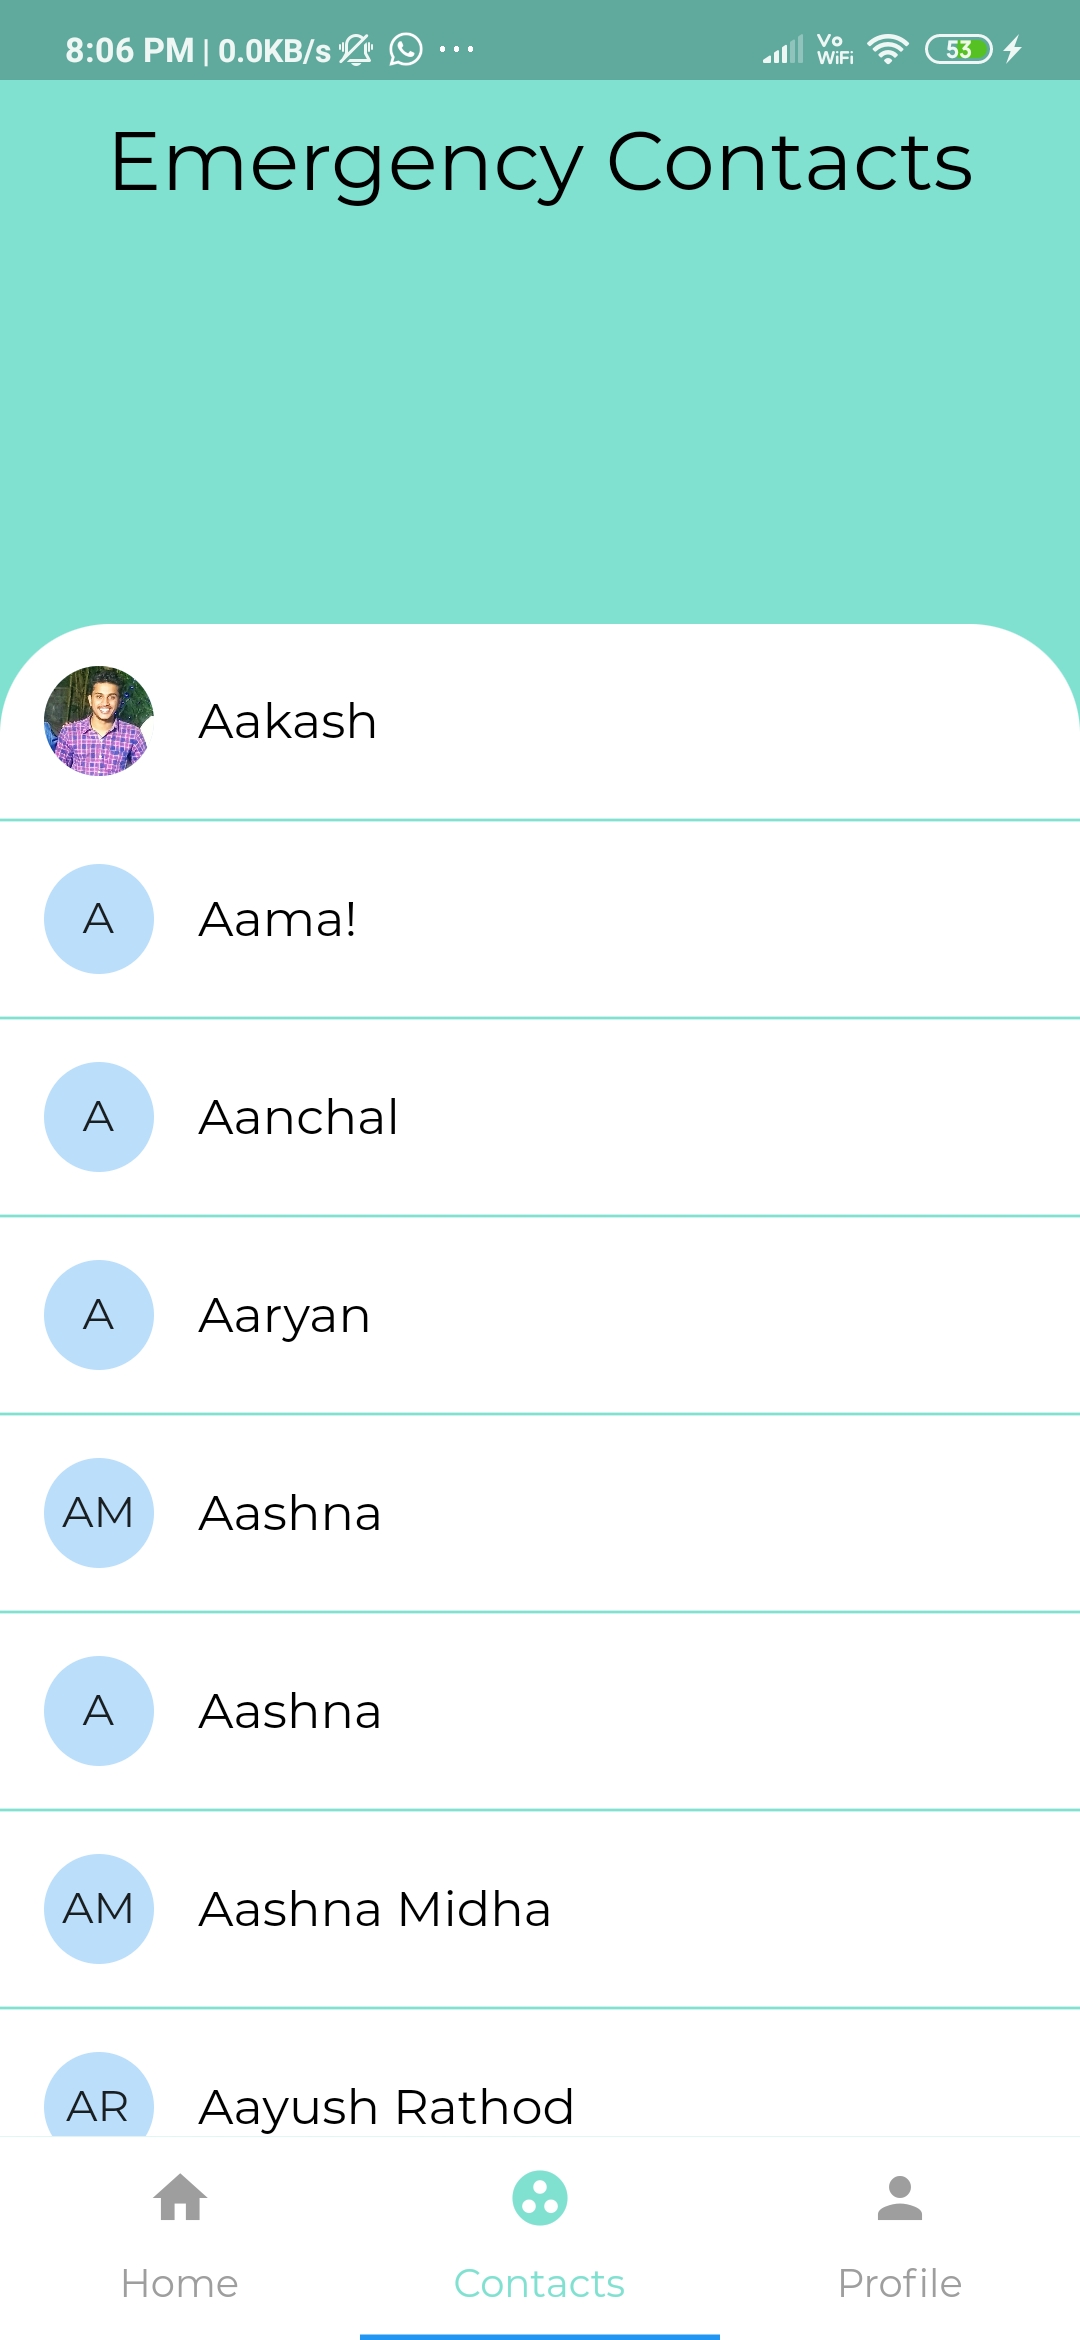 8:06 PM | 0.0KB/s ... Vo WiFi 53
Emergency Contacts
Aakash
A Aama!
A Aanchal
A Aaryan
AM Aashna
A Aashna
AM Aashna Midha
AR Aayush Rathod
Home Contacts Profile